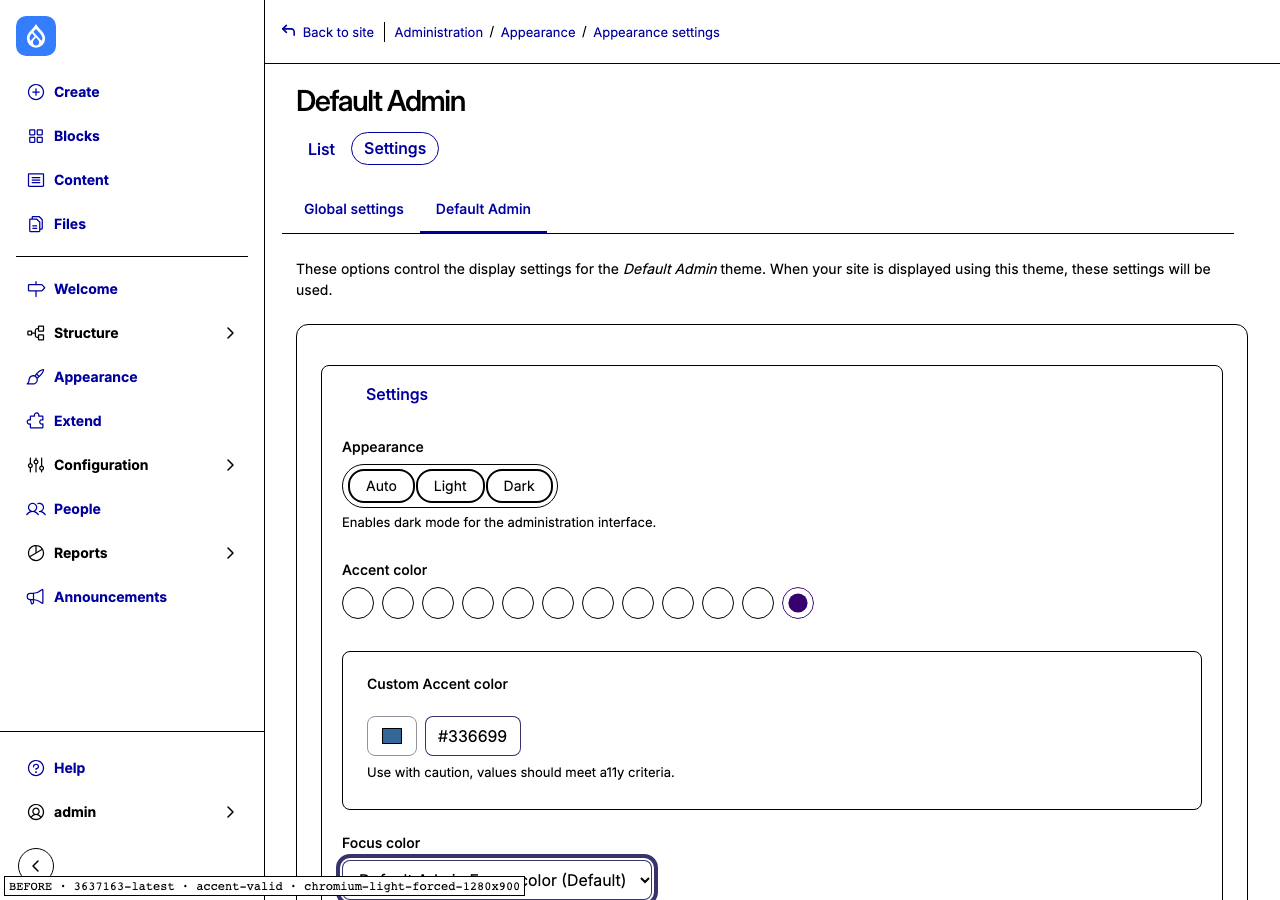 Back to site
Administration / Appearance / Appearance settings
Create
Blocks
Content
Files
Welcome
Structure
Appearance
Extend
Configuration
People
Reports
Announcements
Help
admin
Default Admin
List
Settings
Global settings
Default Admin
These options control the display settings for the Default Admin theme. When your site is displayed using this theme, these settings will be
used.
Settings
Appearance
Auto
Light
Dark
Enables dark mode for the administration interface.
Accent color
Custom Accent color
#336699
Use with caution, values should meet a11y criteria.
Focus color
color (Default)
BEFORE · 3637163-latest · accent-valid · chromium-light-forced-1280x900